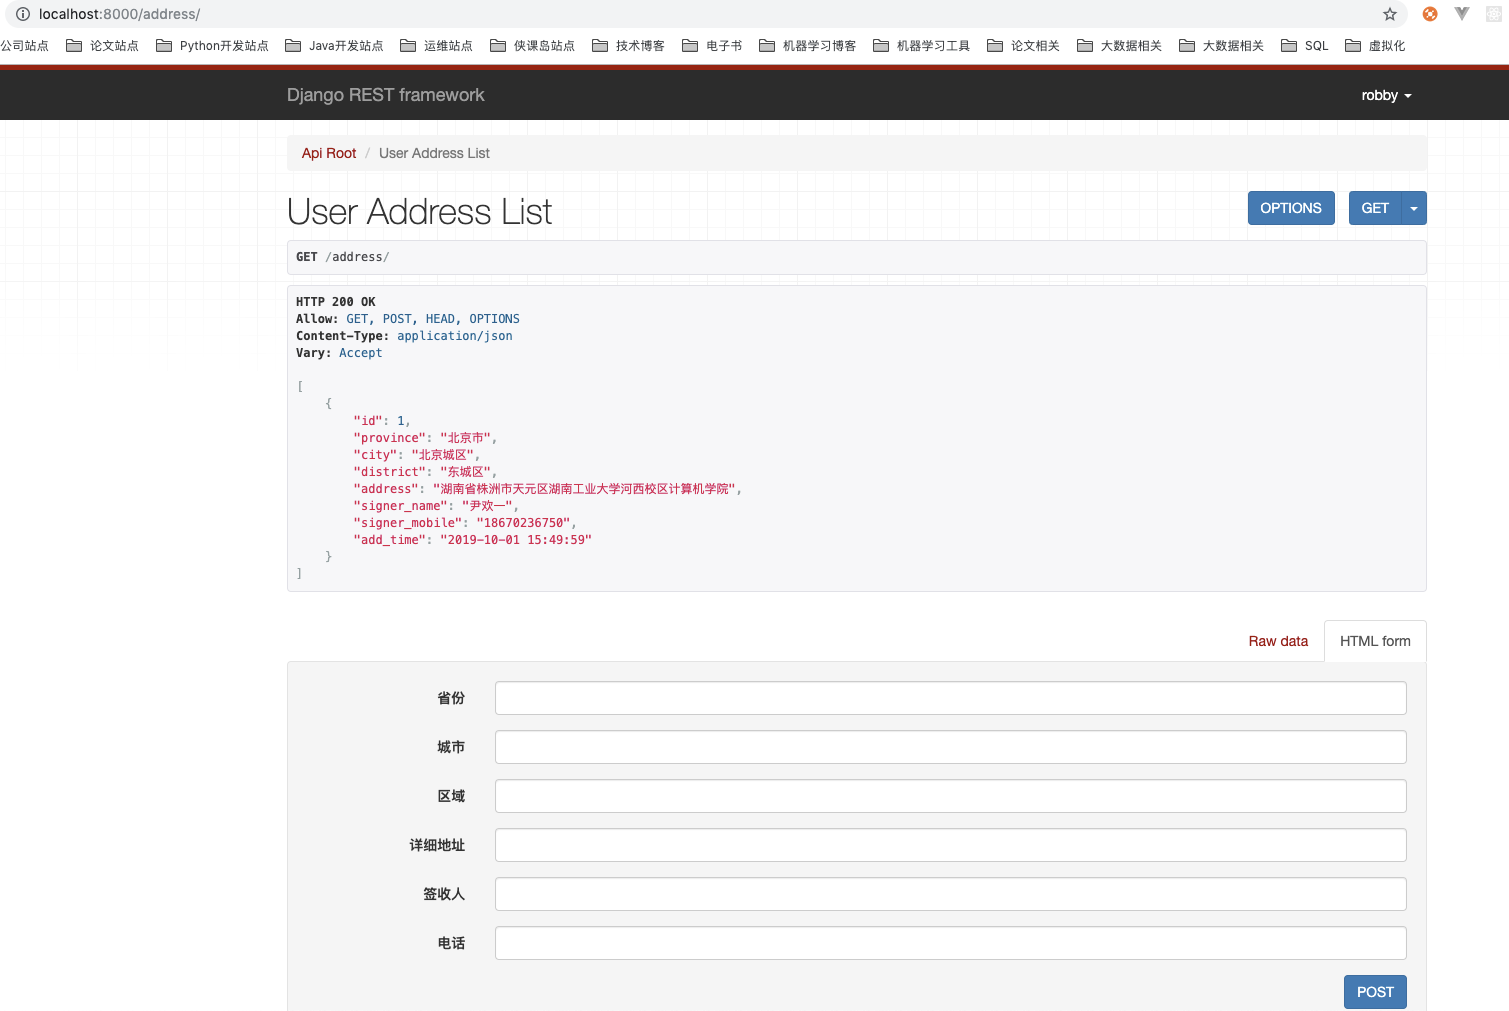 localhost:8000/address/
公司站点 论文站点 Python开发站点 Java开发站点 运维站点 侠课岛站点 技术博客 电子书 机器学习博客 机器学习工具 论文相关 大数据相关 大数据相关 SQL 虚拟化
Django REST framework robby
Api Root / User Address List
User Address List OPTIONS GET
GET /address/
HTTP 200 OK
Allow: GET, POST, HEAD, OPTIONS
Content-Type: application/json
Vary: Accept
[
{
"id": 1,
"province": "北京市",
"city": "北京城区",
"district": "东城区",
"address": "湖南省株洲市天元区湖南工业大学河西校区计算机学院",
"signer_name": "尹欢一",
"signer_mobile": "18670236750",
"add_time": "2019-10-01 15:49:59"
}
]
Raw data HTML form
省份
城市
区域
详细地址
签收人
电话
POST